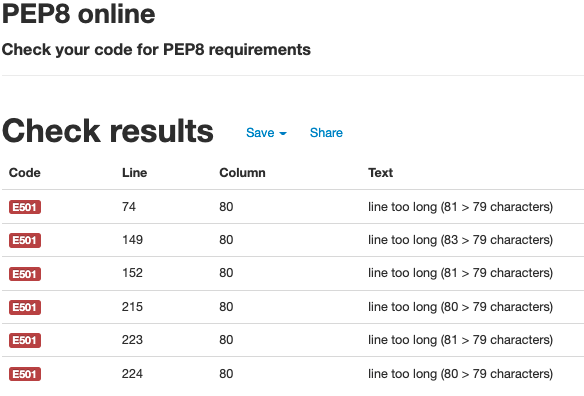 PEP8 online
Check your code for PEP8 requirements
Check results Save Share
Code Line Column Text
E501 74 80 line too long (81 > 79 characters)
E501 149 80 line too long (83 > 79 characters)
E501 152 80 line too long (81 > 79 characters)
E501 215 80 line too long (80 > 79 characters)
E501 223 80 line too long (81 > 79 characters)
E501 224 80 line too long (80 > 79 characters)